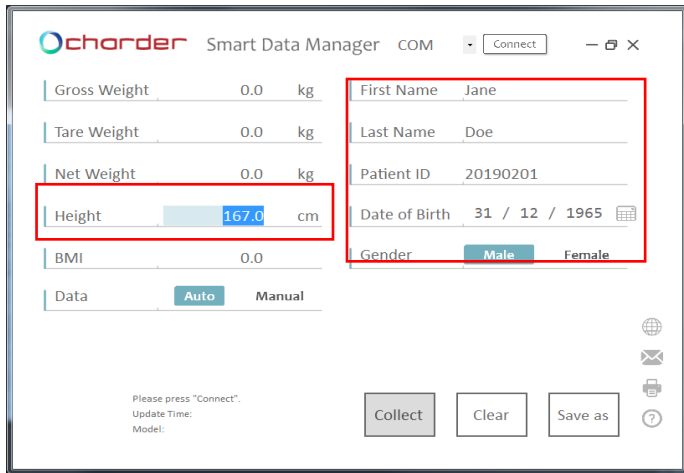 charder Smart Data Manager COM Connect
Gross Weight 0.0 kg
First Name Jane
Tare Weight 0.0 kg
Last Name Doe
Net Weight 0.0 kg
Patient ID 20190201
Height 167.0 cm
Date of Birth 31 / 12 / 1965
BMI 0.0
Gender Male Female
Data Auto Manual
Please press "Connect".
Update Time:
Model:
Collect Clear Save as
?